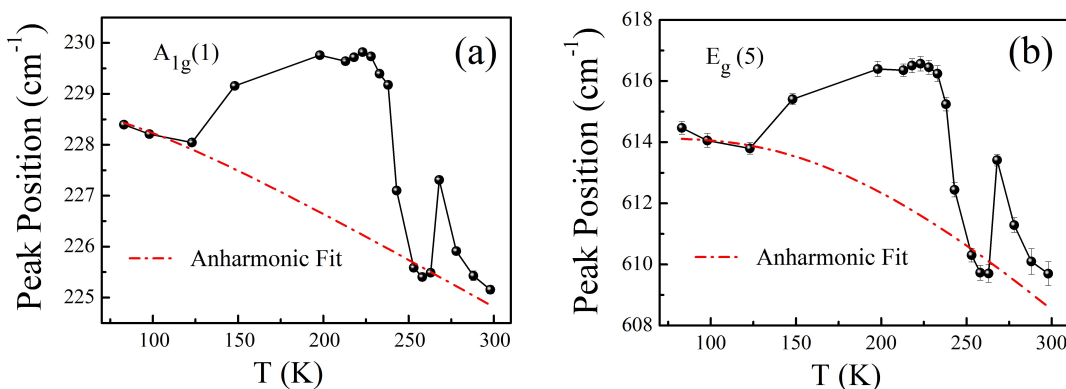 A1g(1)
(a)
Peak Position (cm-1)
230
229
228
227
226
225
Anharmonic Fit
100
150
200
250
300
T (K)
Eg (5)
(b)
Peak Position (cm-1)
618
616
614
612
610
608
Anharmonic Fit
100
150
200
250
300
T (K)